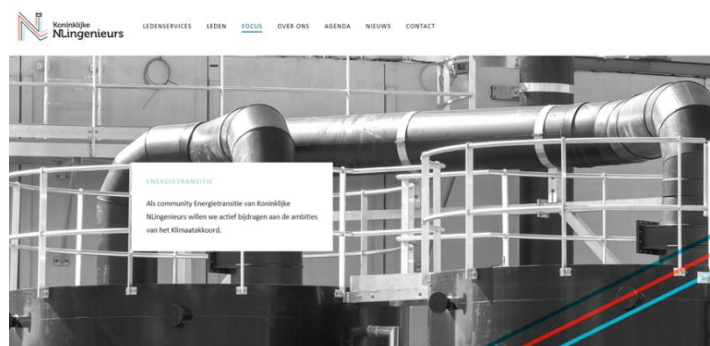 Koninklijke
NLingenieurs
LEDENSERVICES LEDEN FOCUS OVER ONS AGENDA NIEUWS CONTACT
ENERGIETRANSITIE
Als community Energietransitie van Koninklijke
NLingenieurs willen we actief bijdragen aan de ambities
van het Klimaatakkoord.